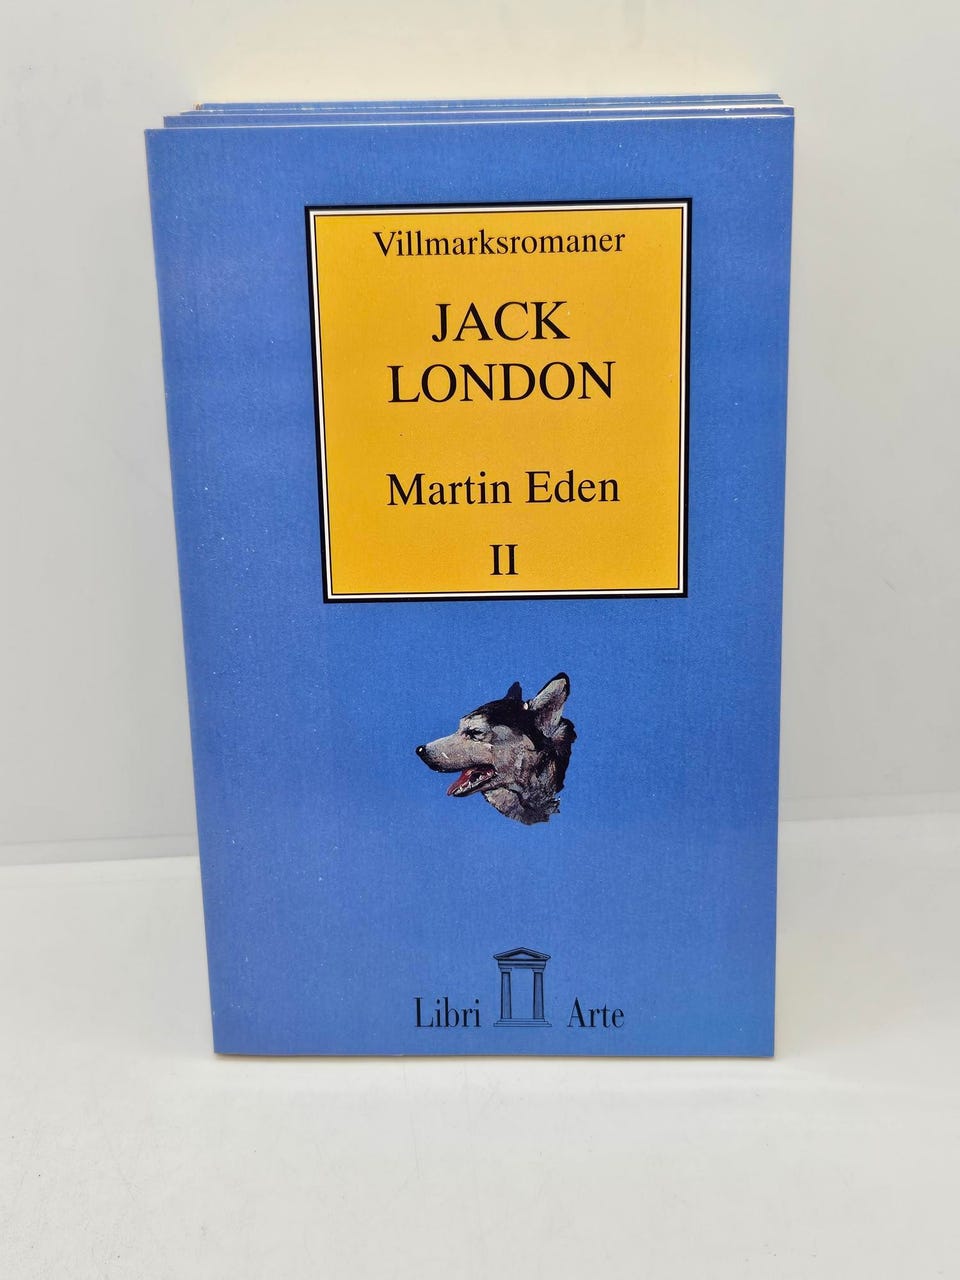 Villmarksromaner
JACK
LONDON
Martin Eden
II
Libri Arte